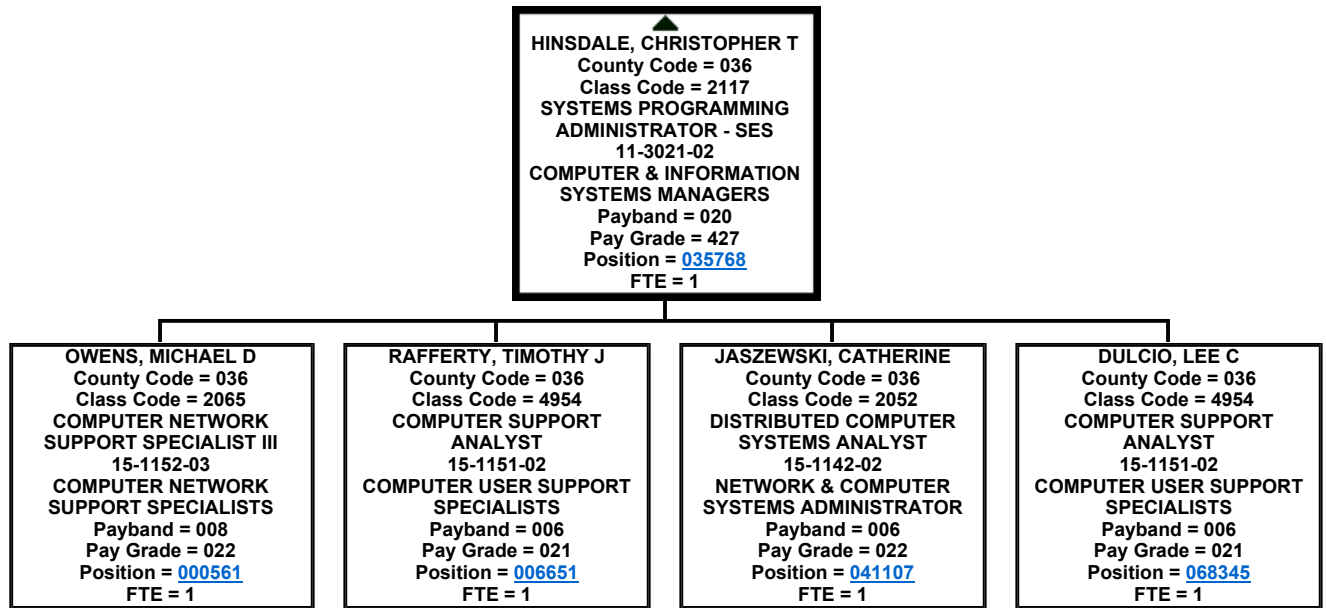 HINSDALE, CHRISTOPHER T
County Code = 036
Class Code = 2117
SYSTEMS PROGRAMMING
ADMINISTRATOR - SES
11-3021-02
COMPUTER & INFORMATION
SYSTEMS MANAGERS
Payband = 020
Pay Grade = 427
Position = 035768
FTE = 1
OWENS, MICHAEL D
County Code = 036
Class Code = 2065
COMPUTER NETWORK
SUPPORT SPECIALIST III
15-1152-03
COMPUTER NETWORK
SUPPORT SPECIALISTS
Payband = 008
Pay Grade = 022
Position = 000561
FTE = 1
RAFFERTY, TIMOTHY J
County Code = 036
Class Code = 4954
COMPUTER SUPPORT
ANALYST
15-1151-02
COMPUTER USER SUPPORT
SPECIALISTS
Payband = 006
Pay Grade = 021
Position = 006651
FTE = 1
JASZEWSKI, CATHERINE
County Code = 036
Class Code = 2052
DISTRIBUTED COMPUTER
SYSTEMS ANALYST
15-1142-02
NETWORK & COMPUTER
SYSTEMS ADMINISTRATOR
Payband = 006
Pay Grade = 022
Position = 041107
FTE = 1
DULCIO, LEE C
County Code = 036
Class Code = 4954
COMPUTER SUPPORT
ANALYST
15-1151-02
COMPUTER USER SUPPORT
SPECIALISTS
Payband = 006
Pay Grade = 021
Position = 068345
FTE = 1